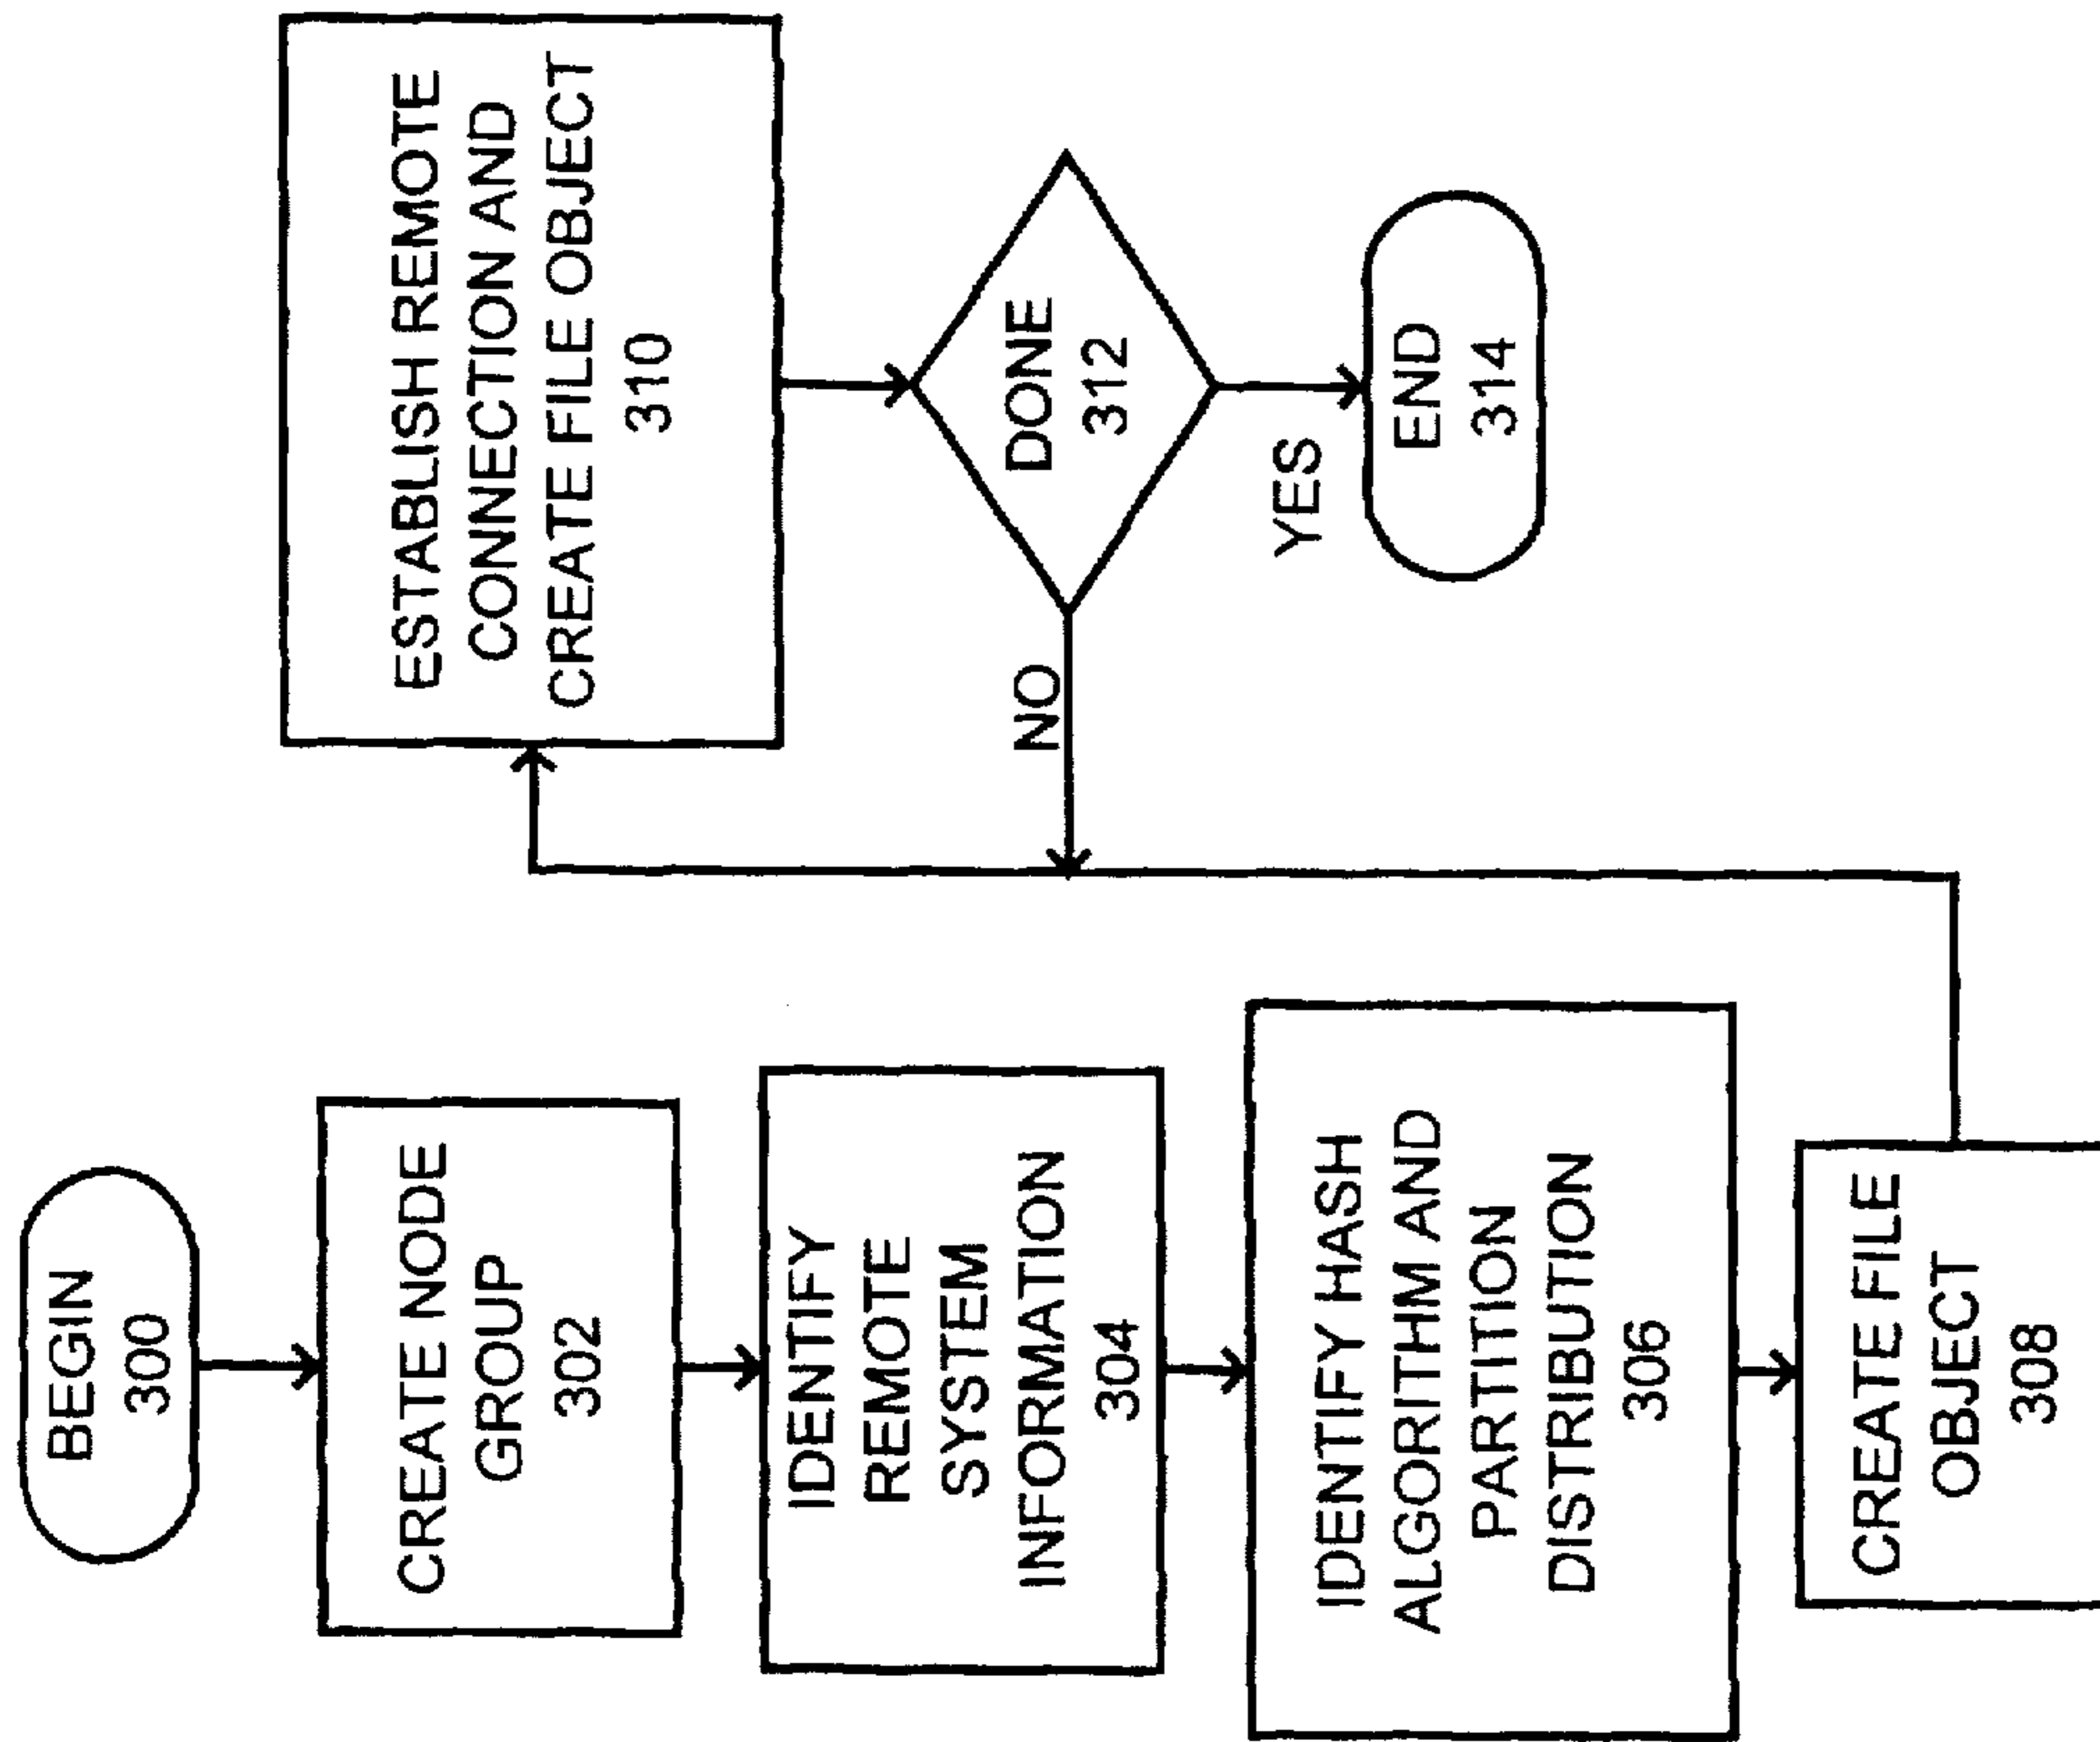 BEGIN
300
CREATE NODE
GROUP
302
IDENTIFY
REMOTE
SYSTEM
INFORMATION
304
IDENTIFY HASH
ALGORITHM AND
PARTITION
DISTRIBUTION
306
CREATE FILE
OBJECT
308
ESTABLISH REMOTE
CONNECTION AND
CREATE FILE OBJECT
310
DONE
312
NO
YES
END
314